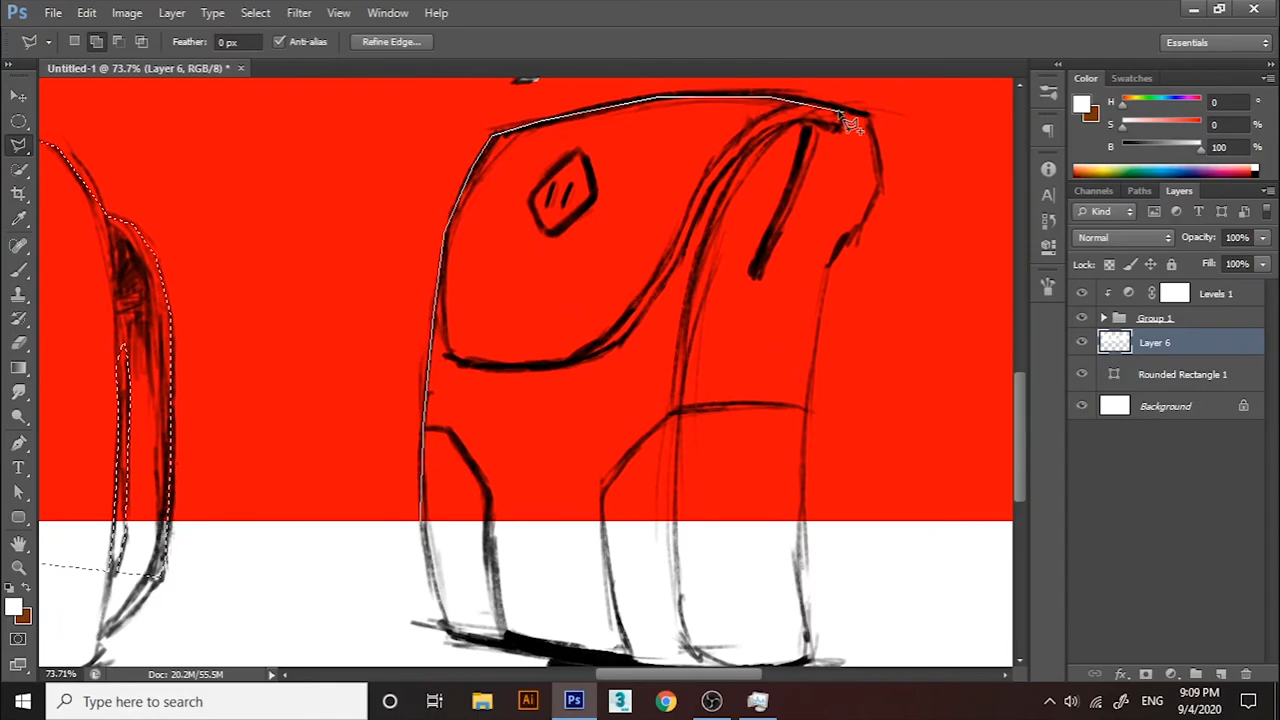 Ps File Edit Image Layer Type Select Filter View Window Help
Feather: 0 px Anti-alias Refine Edge... Essentials
Untitled-1 @ 73.7% (Layer 6, RGB/8) * ×
Color Swatches
H 0 °
S 0 %
B 100 %
Channels Paths Layers
Kind
Normal Opacity: 100%
Lock: Fill: 100%
Levels 1
Group 1
Layer 6
Rounded Rectangle 1
Background
73.71% Doc: 20.2M/55.5M
Type here to search
Ai Ps 3
ENG
9:09 PM
9/4/2020